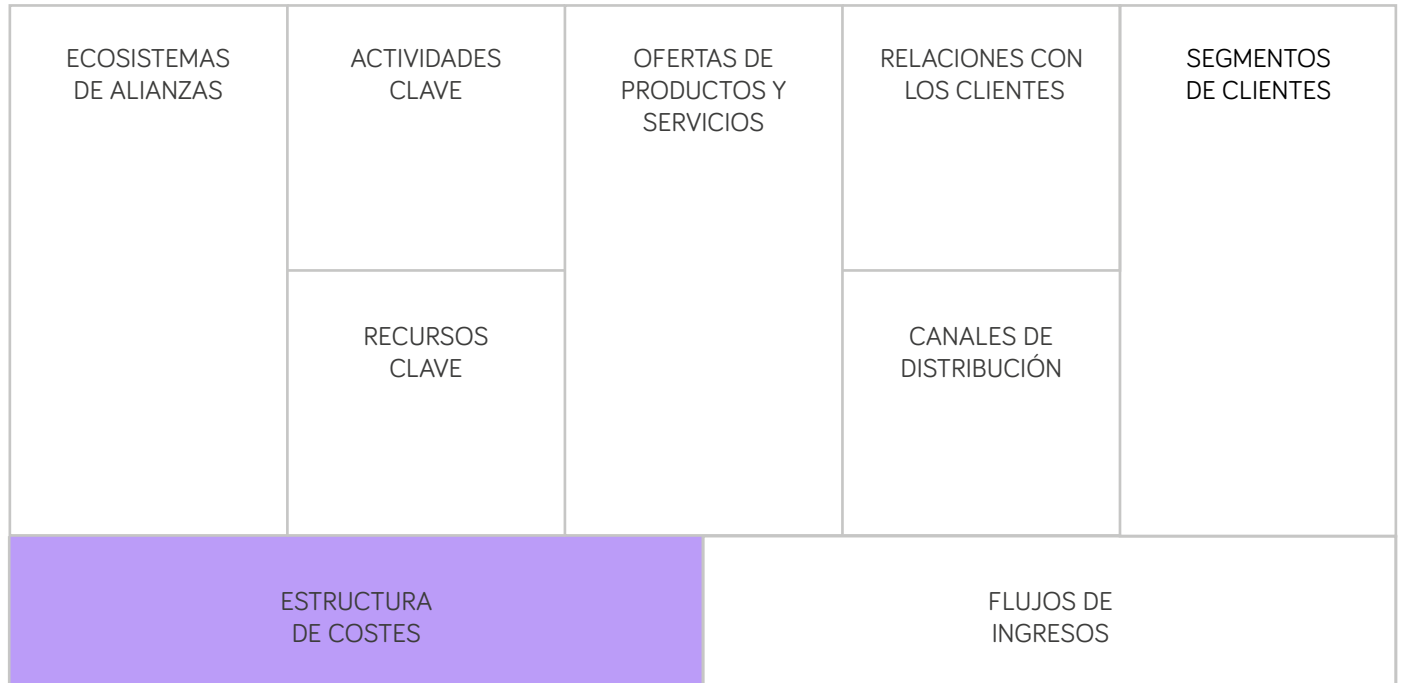 ECOSISTEMAS
DE ALIANZAS
ACTIVIDADES
CLAVE
RECURSOS
CLAVE
OFERTAS DE
PRODUCTOS Y
SERVICIOS
RELACIONES CON
LOS CLIENTES
CANALES DE
DISTRIBUCIÓN
SEGMENTOS
DE CLIENTES
ESTRUCTURA
DE COSTES
FLUJOS DE
INGRESOS